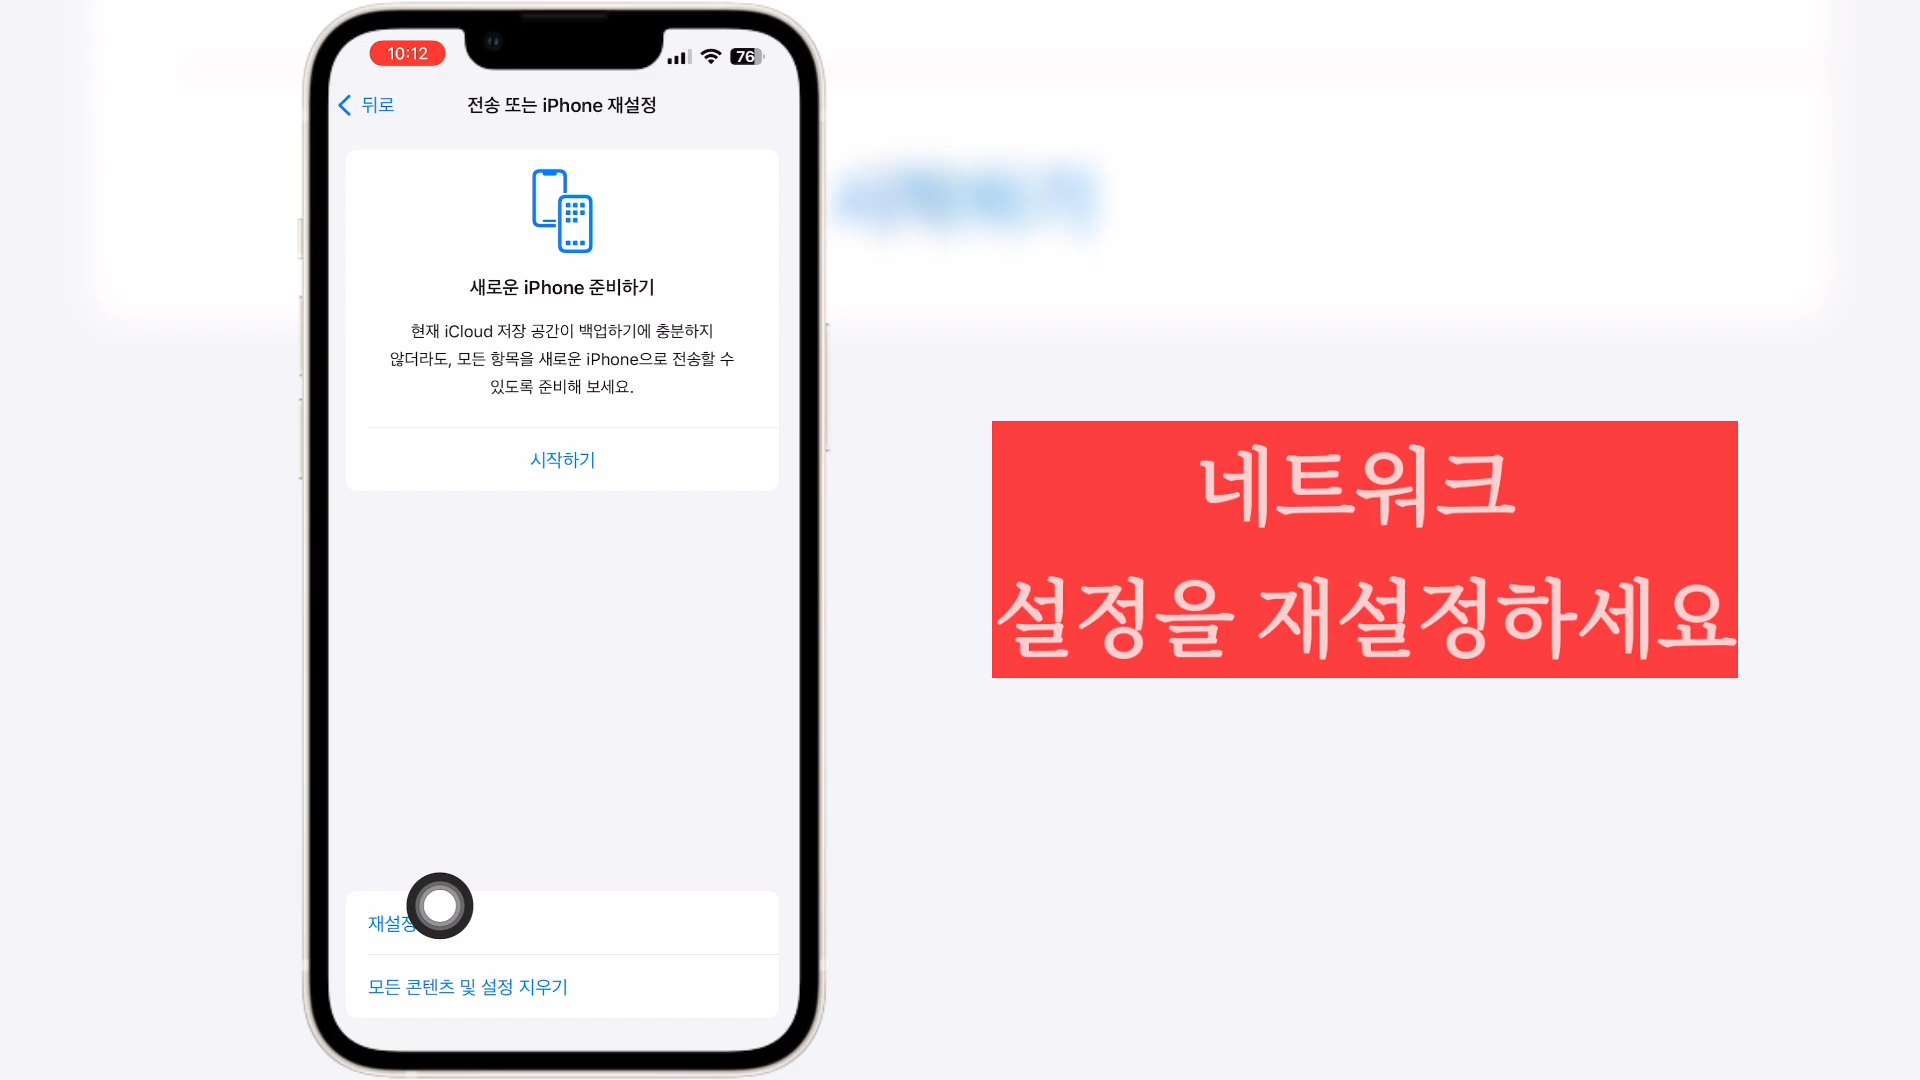 10:12
76
뒤로
전송 또는 iPhone 재설정
새로운 iPhone 준비하기
현재 iCloud 저장 공간이 백업하기에 충분하지
않더라도, 모든 항목을 새로운 iPhone으로 전송할 수
있도록 준비해 보세요.
시작하기
네트워크
설정을 재설정하세요
재설정
모든 콘텐츠 및 설정 지우기